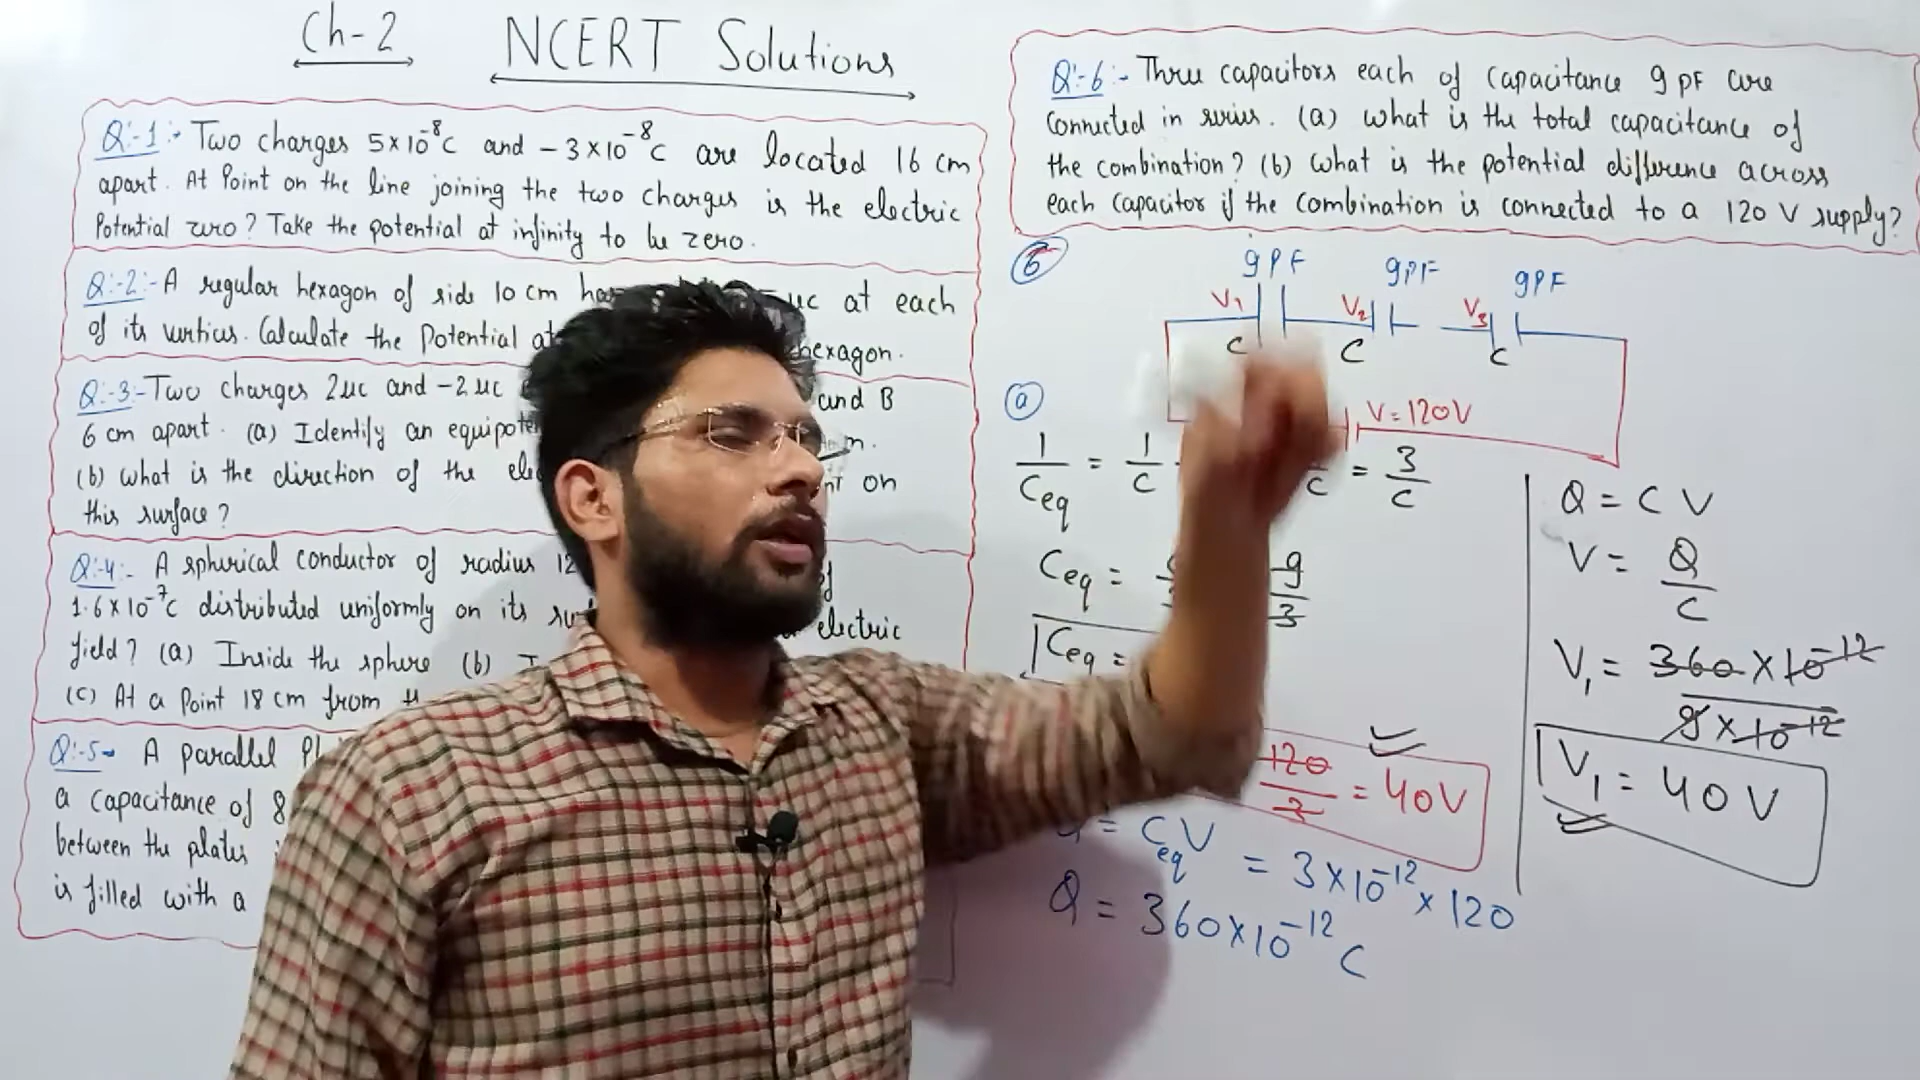 Ch-2
NCERT Solutions
Q:-1:- Two charges 5×10⁻⁸C and -3×10⁻⁸C are located 16 cm
apart. At Point on the line joining the two charges is the electric
Potential zero? Take the potential at infinity to be zero.
Q:-2:- A regular hexagon of side 10 cm μc at each
of its vertices. Calculate the Potential at hexagon.
Q:-3:- Two charges 2μc and -2μc and B
6 cm apart. (a) Identify an
(b) what is the direction of the on
this surface?
Q:-4:- A spherical conductor of radius 12
1.6×10⁻⁷C distributed uniformly on its electric
field? (a) Inside the sphere (b)
(c) At a Point 18 cm from
Q:-5- A parallel
a capacitance of 8
between the plates
is filled with a
Q:-6:- Three capacitors each of capacitance 9 pF are
connected in series. (a) what is the total capacitance of
the combination? (b) what is the potential difference across
each capacitor if the combination is connected to a 120 V supply?
6
9PF 9PF 9PF
V₁ V₂ V₃
C C C
V=120V
a
1/Ceq = 1/C = 3/C
Ceq = 9/3
Ceq =
120/3 = 40V
Q = CeqV = 3×10⁻¹²×120
Q = 360×10⁻¹² C
Q = C V
V = Q/C
V₁ = 360×10⁻¹²/9×10⁻¹²
V₁ = 40V